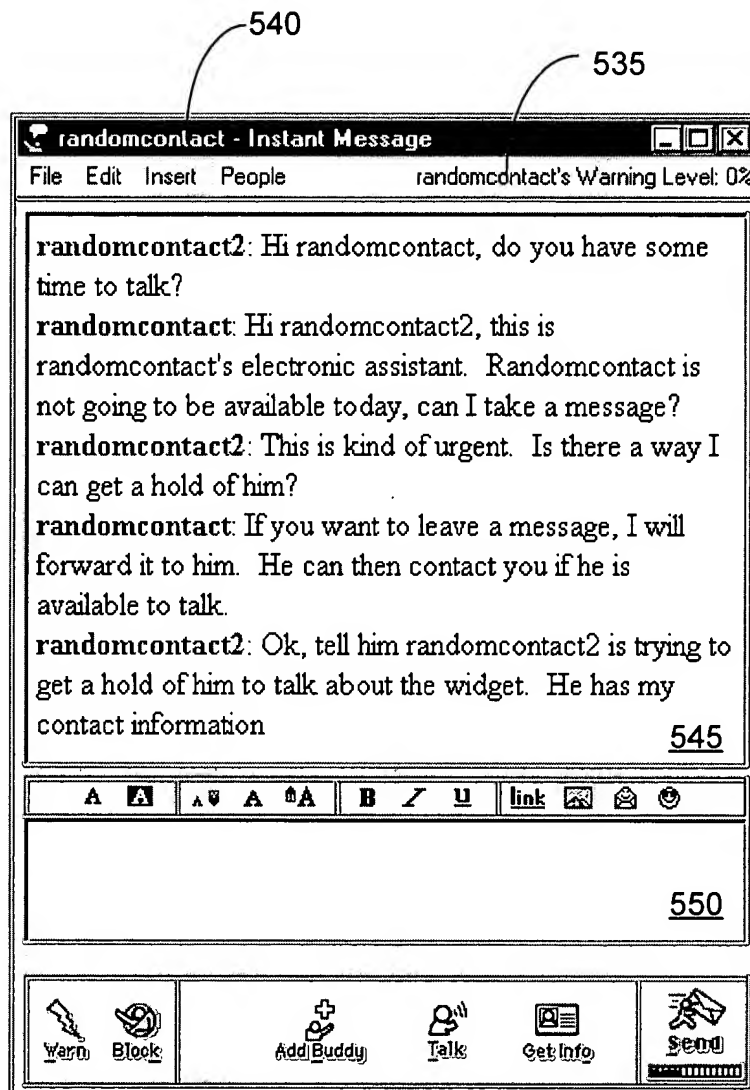 540
535
randomcontact - Instant Message
File Edit Insert People randomcontact's Warning Level: 0%
randomcontact2: Hi randomcontact, do you have some
time to talk?
randomcontact: Hi randomcontact2, this is
randomcontact's electronic assistant. Randomcontact is
not going to be available today, can I take a message?
randomcontact2: This is kind of urgent. Is there a way I
can get a hold of him?
randomcontact: If you want to leave a message, I will
forward it to him. He can then contact you if he is
available to talk.
randomcontact2: Ok, tell him randomcontact2 is trying to
get a hold of him to talk about the widget. He has my
contact information
545
A A A A A B I U link
550
Warn Block Add Buddy Talk Get Info Send